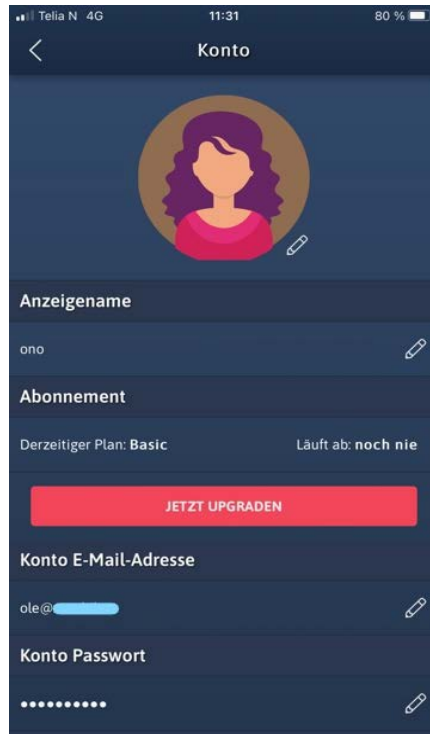 Telia N 4G 11:31 80 %
Konto
Anzeigename
ono
Abonnement
Derzeitiger Plan: Basic Läuft ab: noch nie
JETZT UPGRADEN
Konto E-Mail-Adresse
ole@
Konto Passwort
••••••••••